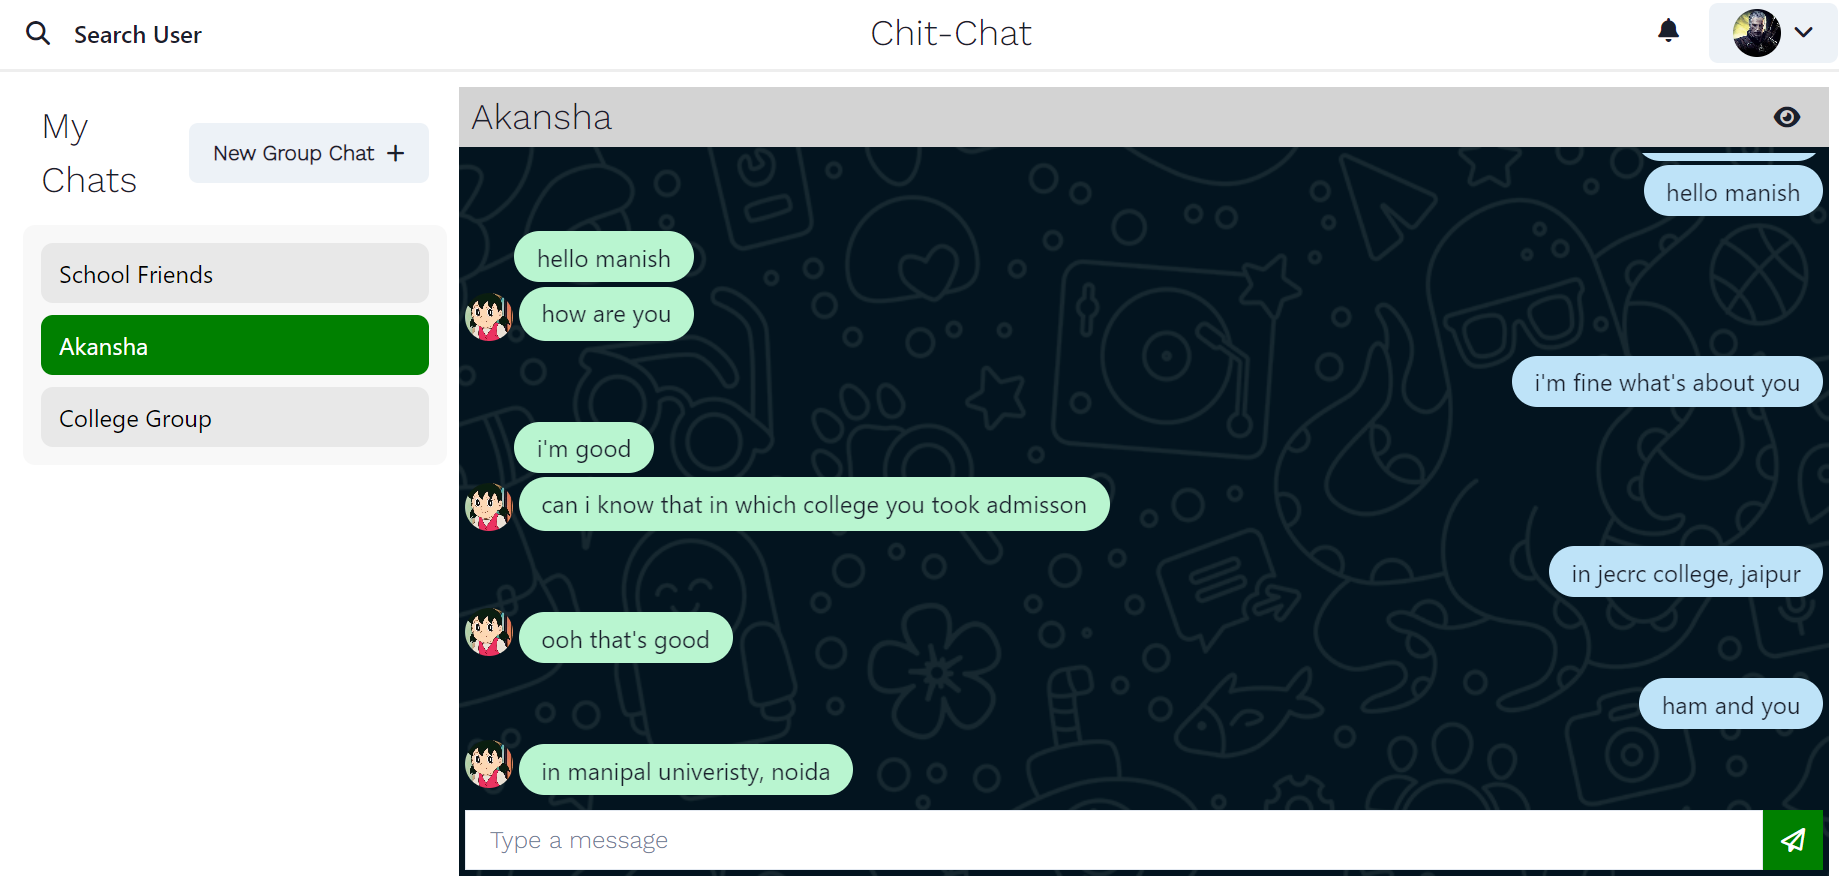 Search User
Chit-Chat
My
Chats
New Group Chat +
School Friends
Akansha
College Group
Akansha
hello manish
hello manish
how are you
i'm fine what's about you
i'm good
can i know that in which college you took admisson
in jecrc college, jaipur
ooh that's good
ham and you
in manipal univeristy, noida
Type a message